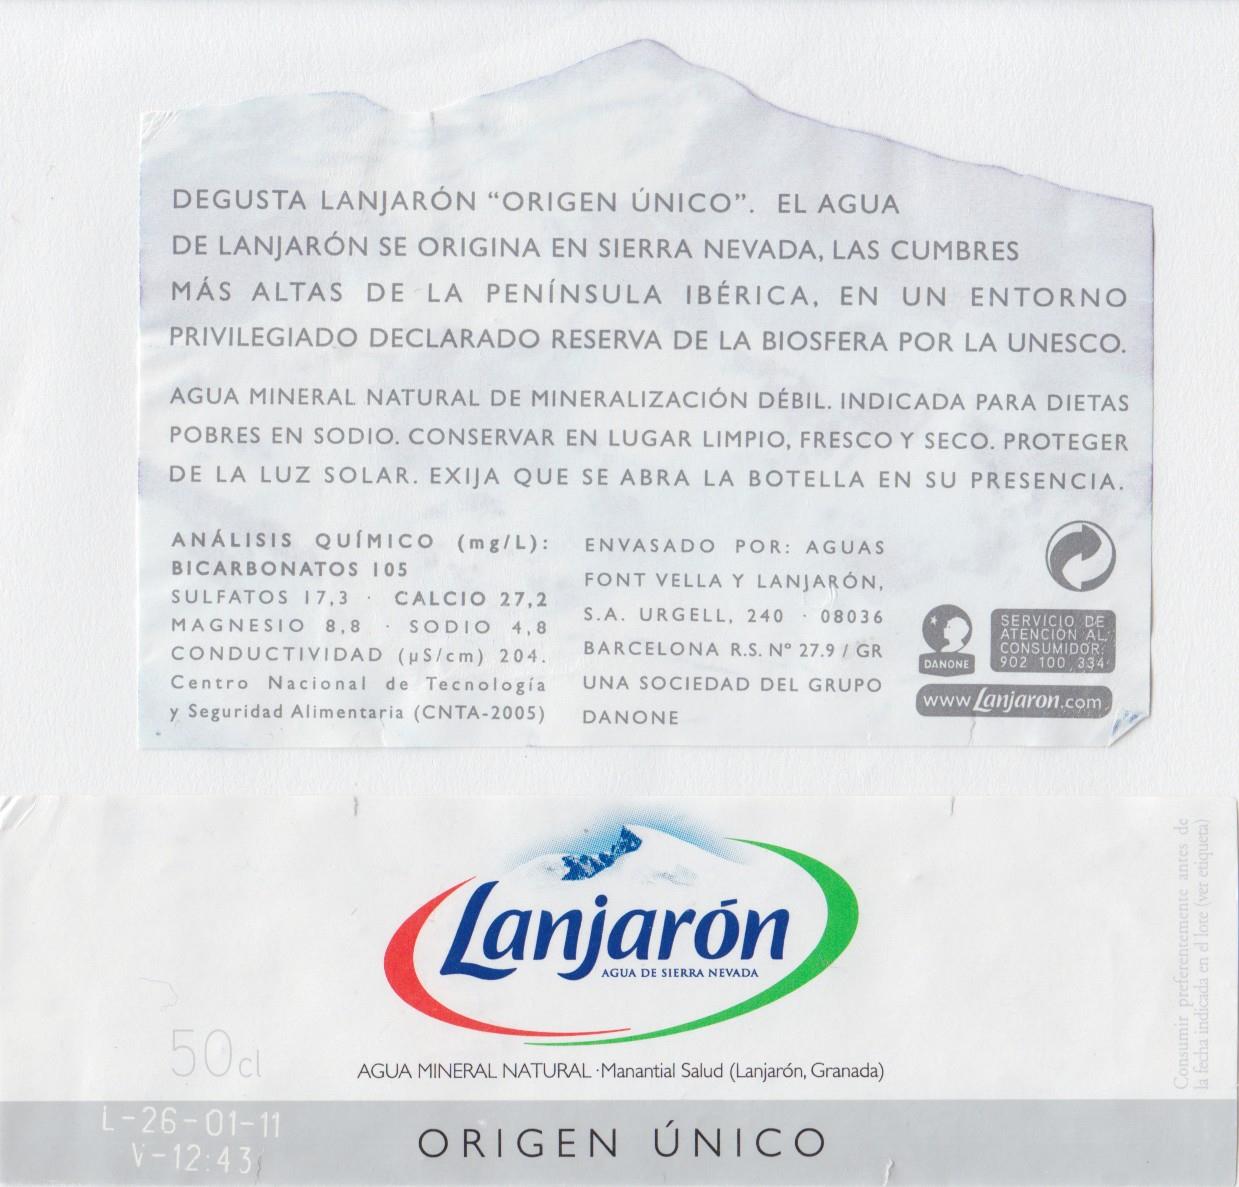 DEGUSTA LANJARÓN “ORIGEN ÚNICO”. EL AGUA
DE LANJARÓN SE ORIGINA EN SIERRA NEVADA, LAS CUMBRES
MÁS ALTAS DE LA PENÍNSULA IBÉRICA, EN UN ENTORNO
PRIVILEGIADO DECLARADO RESERVA DE LA BIOSFERA POR LA UNESCO.
AGUA MINERAL NATURAL DE MINERALIZACIÓN DÉBIL. INDICADA PARA DIETAS
POBRES EN SODIO. CONSERVAR EN LUGAR LIMPIO, FRESCO Y SECO. PROTEGER
DE LA LUZ SOLAR. EXIJA QUE SE ABRA LA BOTELLA EN SU PRESENCIA.
ANÁLISIS QUÍMICO (mg/L):
BICARBONATOS 105
SULFATOS 17,3 · CALCIO 27,2
MAGNESIO 8,8 · SODIO 4,8
CONDUCTIVIDAD (µS/cm) 204.
Centro Nacional de Tecnología
y Seguridad Alimentaria (CNTA-2005)
ENVASADO POR: AGUAS
FONT VELLA Y LANJARÓN,
S.A. URGELL, 240 · 08036
BARCELONA R.S. Nº 27.9 / GR
UNA SOCIEDAD DEL GRUPO
DANONE
DANONE
SERVICIO DE
ATENCIÓN AL
CONSUMIDOR:
902 100 334
www.Lanjaron.com
Lanjarón
AGUA DE SIERRA NEVADA
50cl
AGUA MINERAL NATURAL · Manantial Salud (Lanjarón, Granada)
L-26-01-11
V-12:43
ORIGEN ÚNICO
Consumir preferentemente antes de
la fecha indicada en el lote (ver etiqueta)